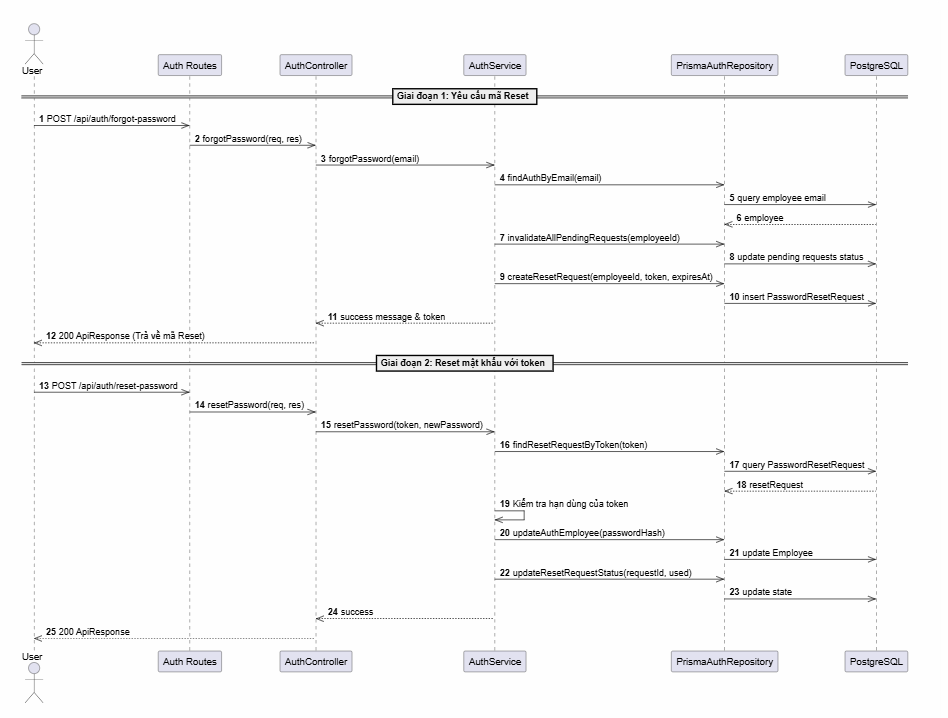 User
Auth Routes
AuthController
AuthService
PrismaAuthRepository
PostgreSQL
Giai đoạn 1: Yêu cầu mã Reset
1 POST /api/auth/forgot-password
2 forgotPassword(req, res)
3 forgotPassword(email)
4 findAuthByEmail(email)
5 query employee email
6 employee
7 invalidateAllPendingRequests(employeeId)
8 update pending requests status
9 createResetRequest(employeeId, token, expiresAt)
10 insert PasswordResetRequest
11 success message & token
12 200 ApiResponse (Trả về mã Reset)
Giai đoạn 2: Reset mật khẩu với token
13 POST /api/auth/reset-password
14 resetPassword(req, res)
15 resetPassword(token, newPassword)
16 findResetRequestByToken(token)
17 query PasswordResetRequest
18 resetRequest
19 Kiểm tra hạn dùng của token
20 updateAuthEmployee(passwordHash)
21 update Employee
22 updateResetRequestStatus(requestId, used)
23 update state
24 success
25 200 ApiResponse
User
Auth Routes
AuthController
AuthService
PrismaAuthRepository
PostgreSQL